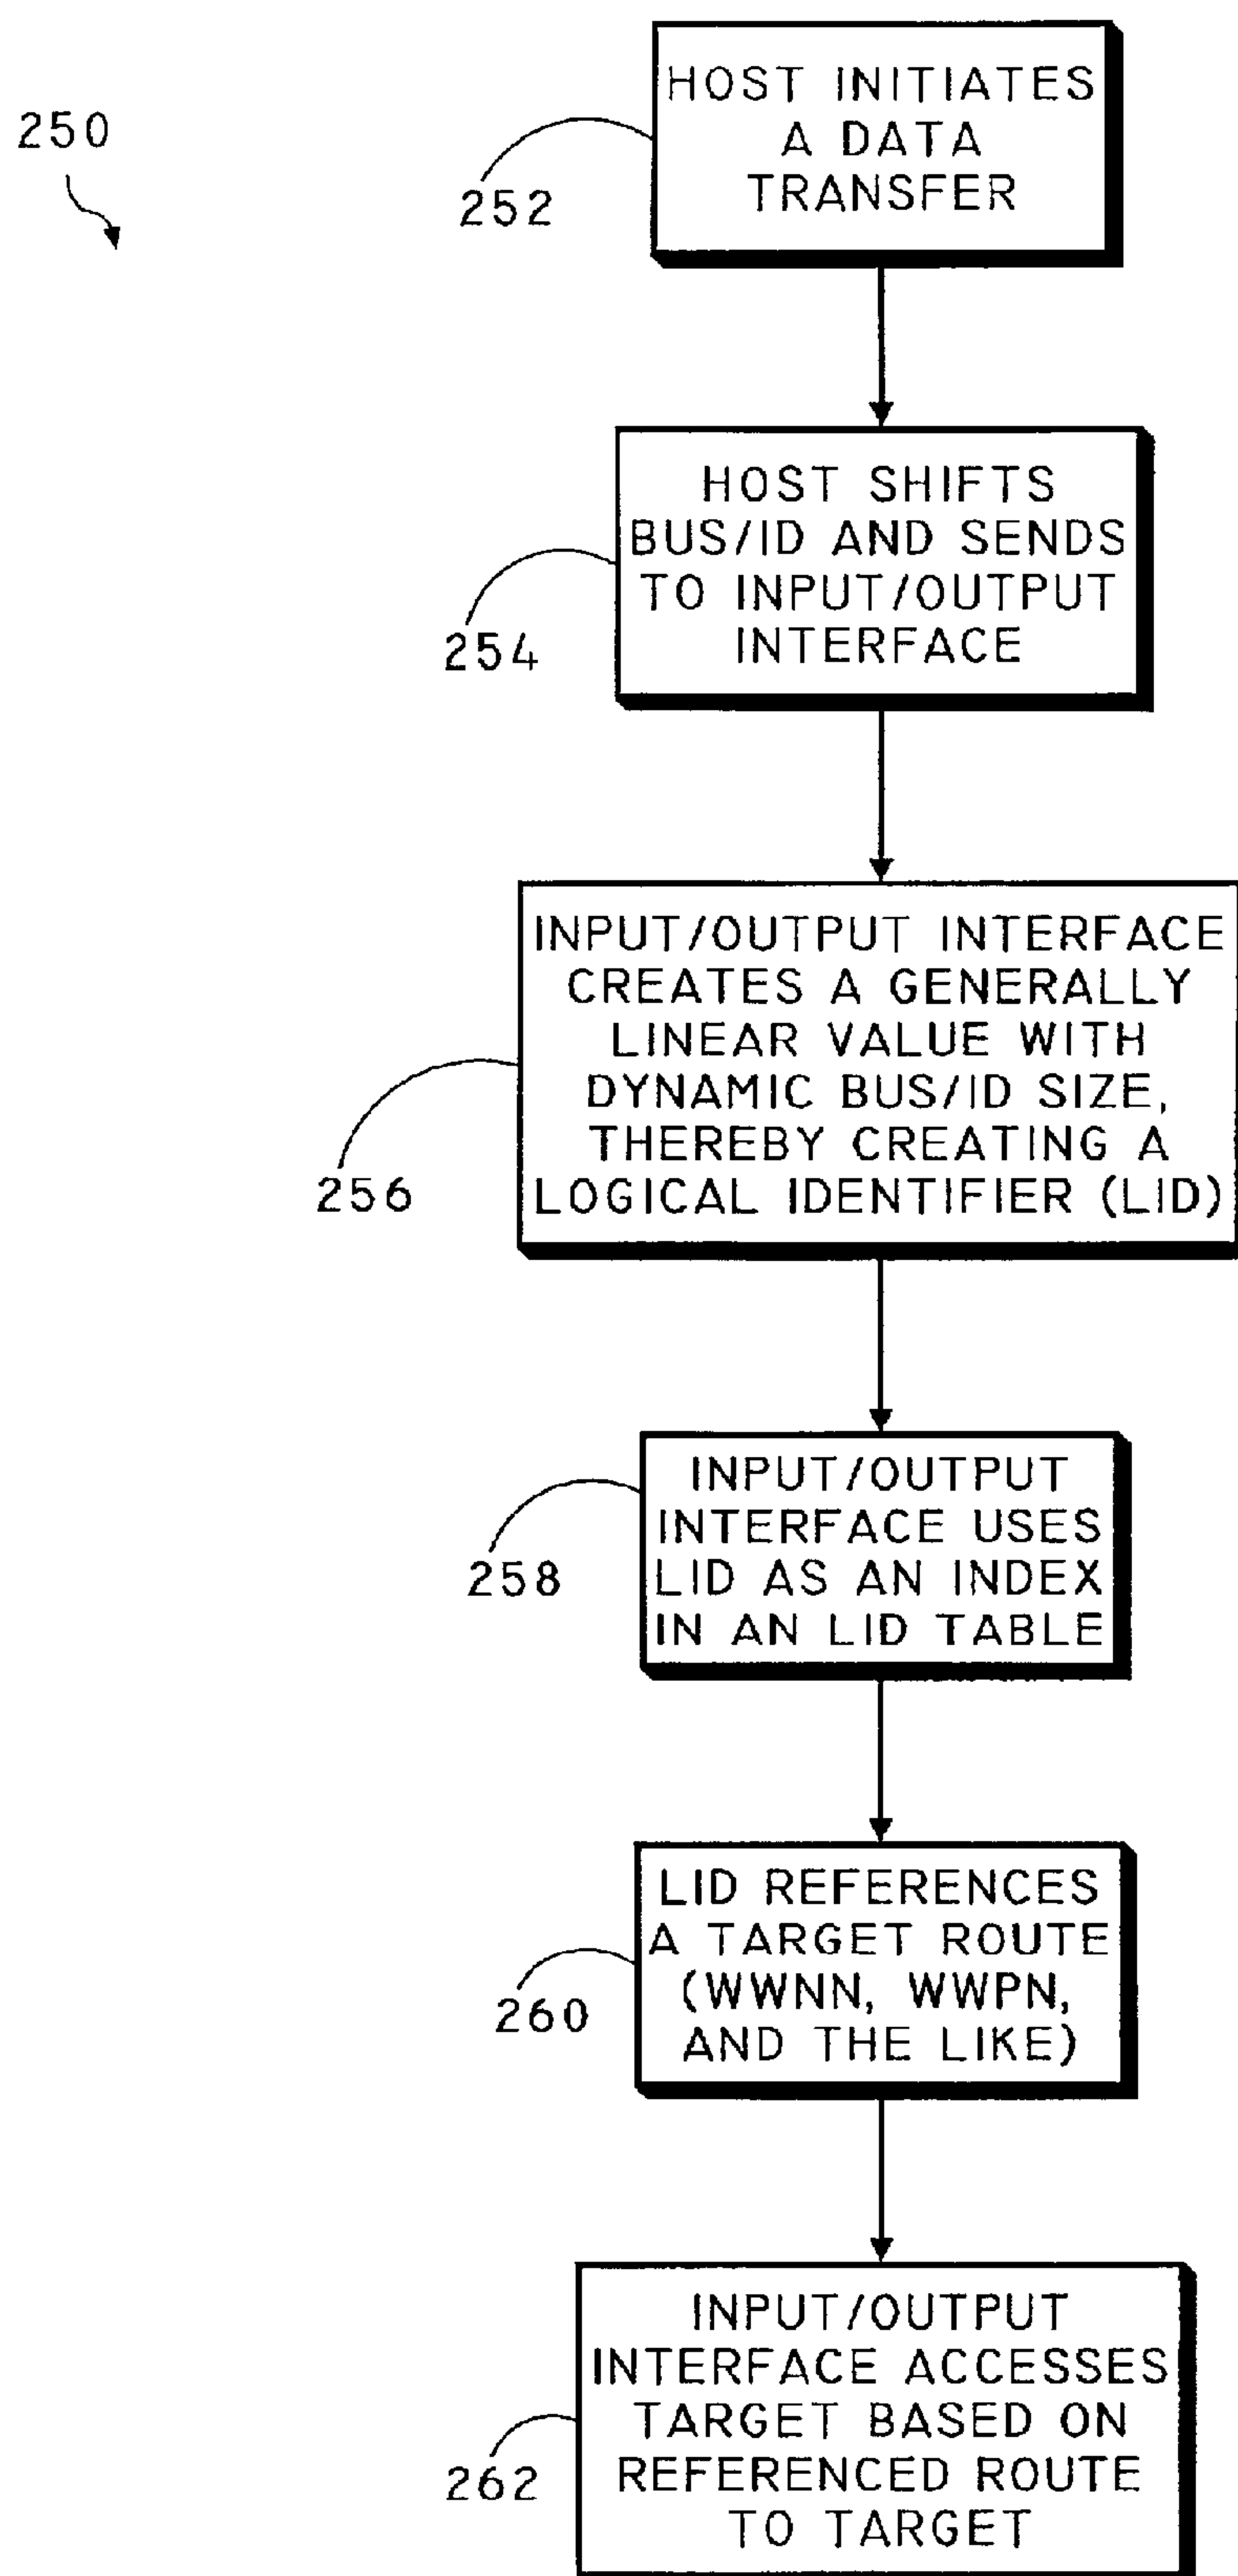 250
HOST INITIATES
A DATA
TRANSFER
252
HOST SHIFTS
BUS/ID AND SENDS
TO INPUT/OUTPUT
INTERFACE
254
INPUT/OUTPUT INTERFACE
CREATES A GENERALLY
LINEAR VALUE WITH
DYNAMIC BUS/ID SIZE,
THEREBY CREATING A
LOGICAL IDENTIFIER (LID)
256
INPUT/OUTPUT
INTERFACE USES
LID AS AN INDEX
IN AN LID TABLE
258
LID REFERENCES
A TARGET ROUTE
(WWNN, WWPN,
AND THE LIKE)
260
INPUT/OUTPUT
INTERFACE ACCESSES
TARGET BASED ON
REFERENCED ROUTE
TO TARGET
262